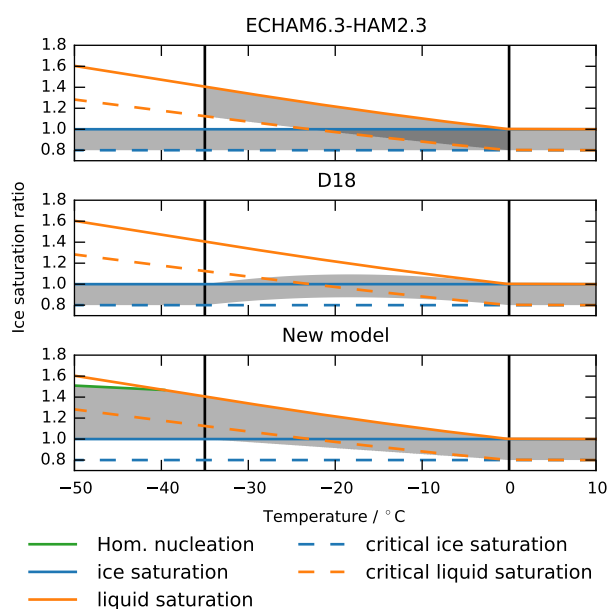 ECHAM6.3-HAM2.3
1.8
1.6
1.4
1.2
1.0
0.8
D18
1.8
1.6
1.4
1.2
1.0
0.8
Ice saturation ratio
New model
1.8
1.6
1.4
1.2
1.0
0.8
−50 −40 −30 −20 −10 0 10
Temperature / °C
Hom. nucleation
ice saturation
liquid saturation
critical ice saturation
critical liquid saturation